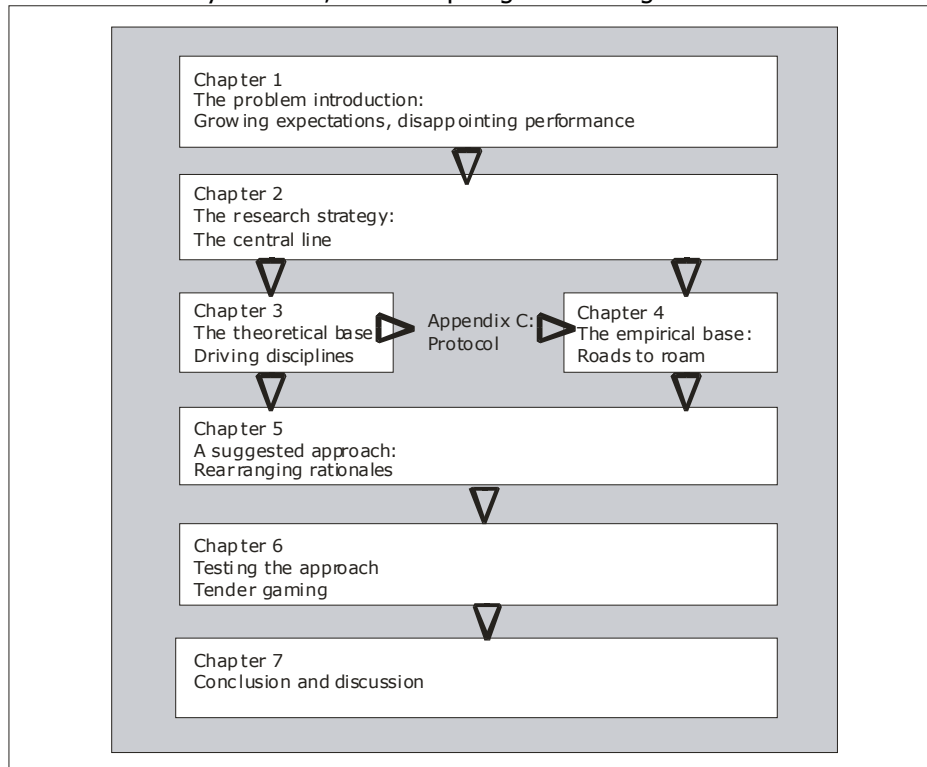 Chapter 1
The problem introduction:
Growing expectations, disappointing performance
Chapter 2
The research strategy:
The central line
Chapter 3
The theoretical base
Driving disciplines
Appendix C:
Protocol
Chapter 4
The empirical base:
Roads to roam
Chapter 5
A suggested approach:
Rearranging rationales
Chapter 6
Testing the approach
Tender gaming
Chapter 7
Conclusion and discussion